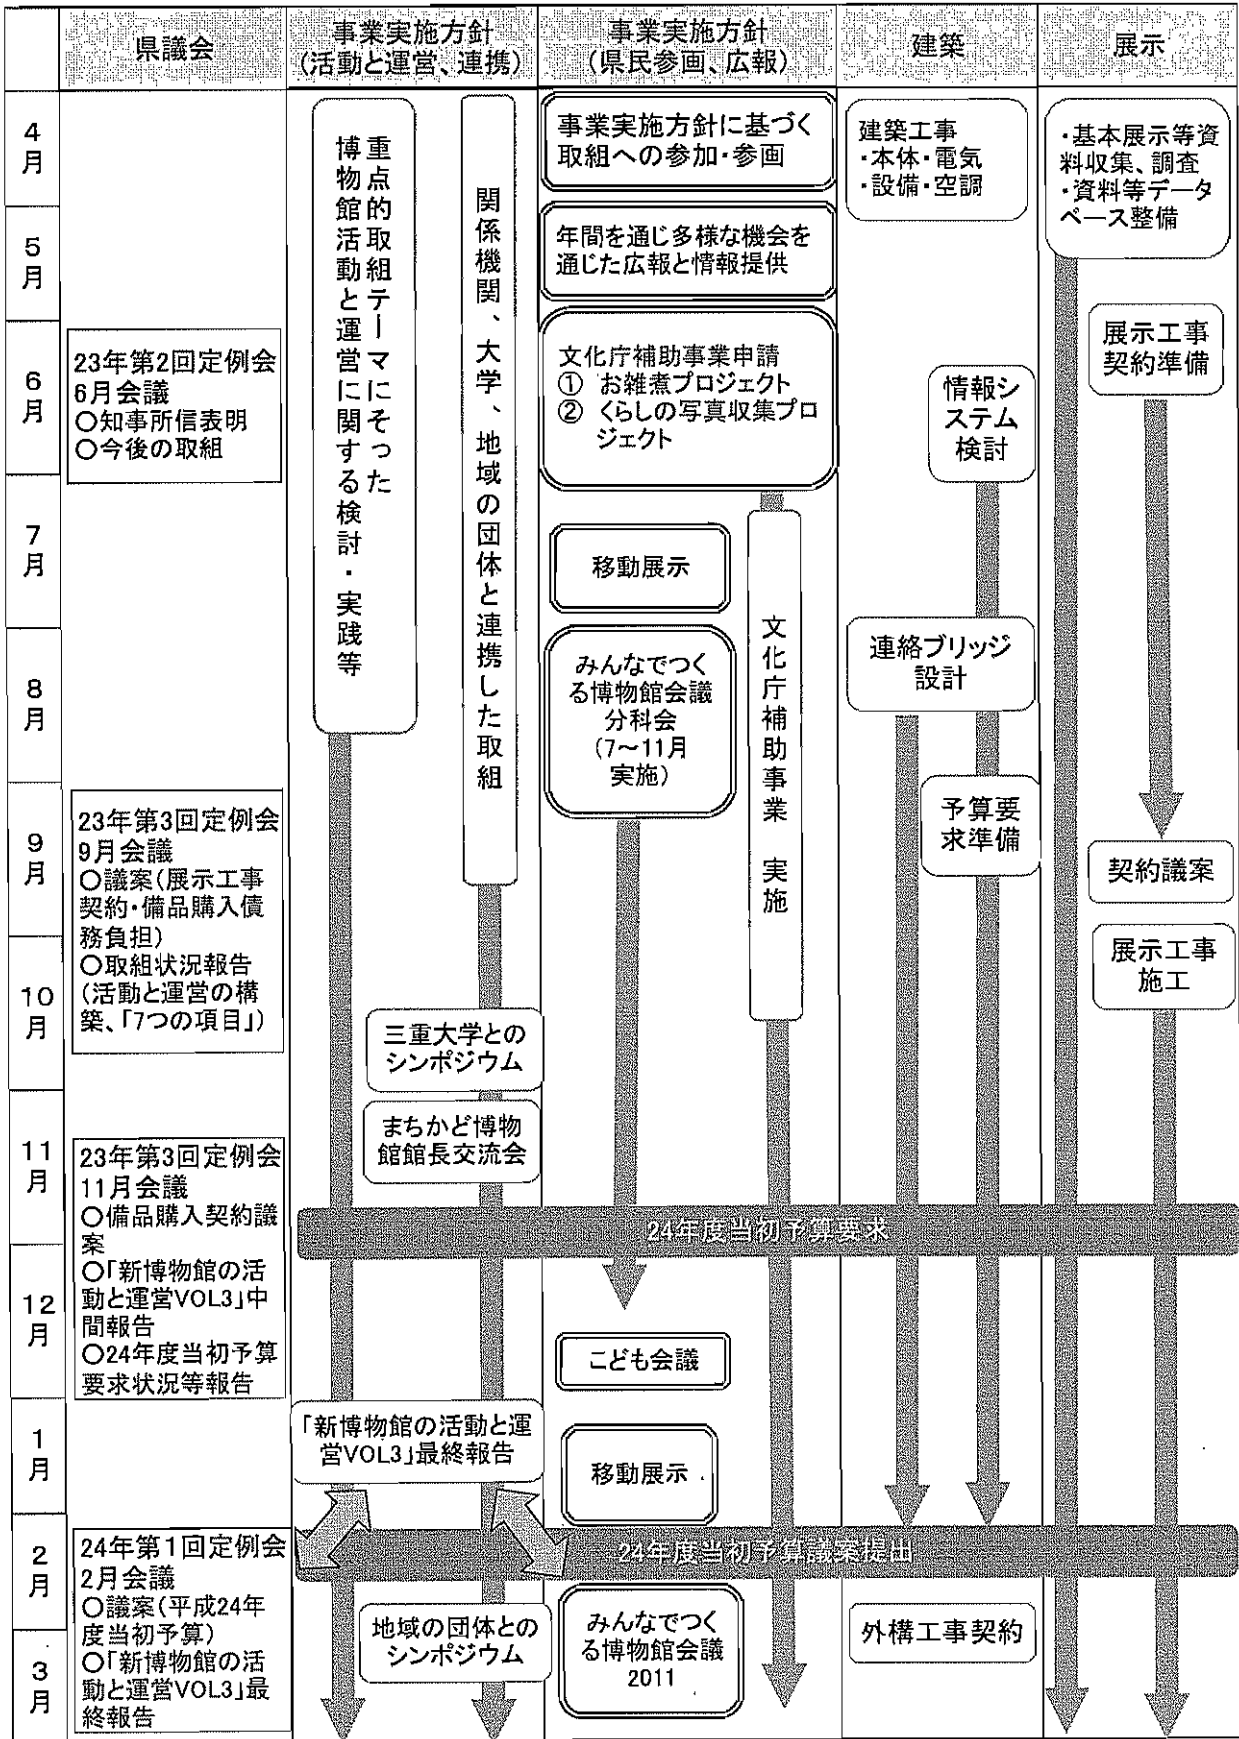 県議会
事業実施方針
(活動と運営、連携)
事業実施方針
(県民参画、広報)
建築
展示
4
月
5
月
6
月
7
月
8
月
9
月
10
月
11
月
12
月
1
月
2
月
3
月
23年第2回定例会
6月会議
○知事所信表明
○今後の取組
23年第3回定例会
9月会議
○議案(展示工事
契約・備品購入債
務負担)
○取組状況報告
(活動と運営の構
築、「7つの項目」)
23年第3回定例会
11月会議
○備品購入契約議
案
○「新博物館の活
動と運営VOL3」中
間報告
○24年度当初予算
要求状況等報告
24年第1回定例会
2月会議
○議案(平成24年
度当初予算)
○「新博物館の活
動と運営VOL3」最
終報告
重点的取組テーマにそった
博物館活動と運営に関する検討・実践等
関係機関、大学、地域の団体と連携した取組
三重大学との
シンポジウム
まちかど博物
館館長交流会
「新博物館の活動と運
営VOL3」最終報告
地域の団体との
シンポジウム
事業実施方針に基づく
取組への参加・参画
年間を通じ多様な機会を
通じた広報と情報提供
文化庁補助事業申請
① お雑煮プロジェクト
② くらしの写真収集プロ
ジェクト
移動展示
みんなでつく
る博物館会議
分科会
(7～11月
実施)
文化庁補助事業 実施
こども会議
移動展示
みんなでつく
る博物館会議
2011
建築工事
・本体・電気
・設備・空調
情報シ
ステム
検討
連絡ブリッジ
設計
予算要
求準備
外構工事契約
・基本展示等資
料収集、調査
・資料等データ
ベース整備
展示工事
契約準備
契約議案
展示工事
施工
24年度当初予算要求
24年度当初予算議案提出